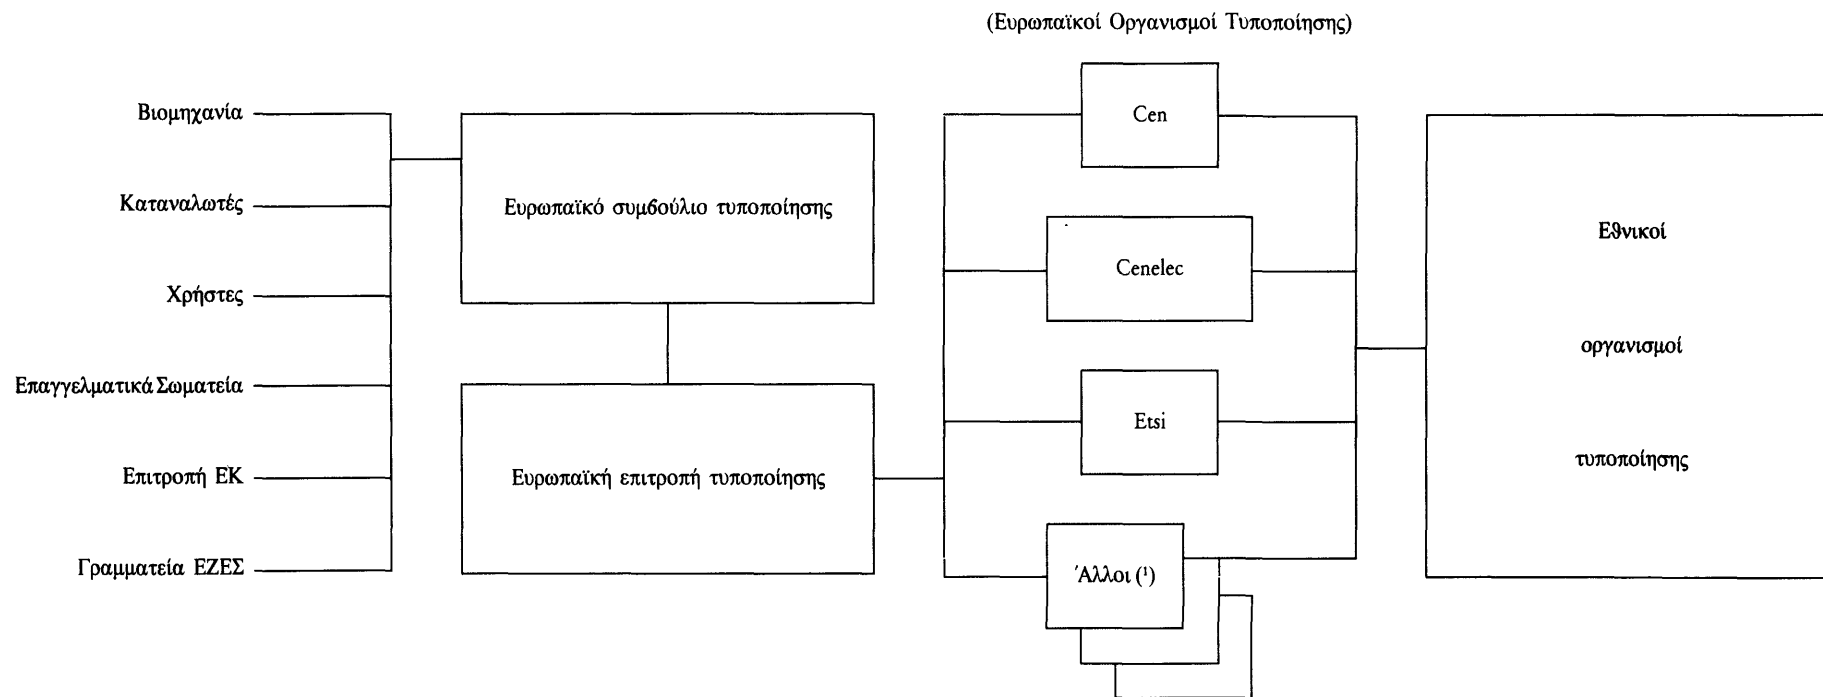 (Ευρωπαϊκοί Οργανισμοί Τυποποίησης)
Βιομηχανία
Καταναλωτές
Χρήστες
Επαγγελματικά Σωματεία
Επιτροπή ΕΚ
Γραμματεία ΕΖΕΣ
Ευρωπαϊκό συμβούλιο τυποποίησης
Ευρωπαϊκή επιτροπή τυποποίησης
Cen
Cenelec
Etsi
Άλλοι (¹)
Εθνικοί
οργανισμοί
τυποποίησης